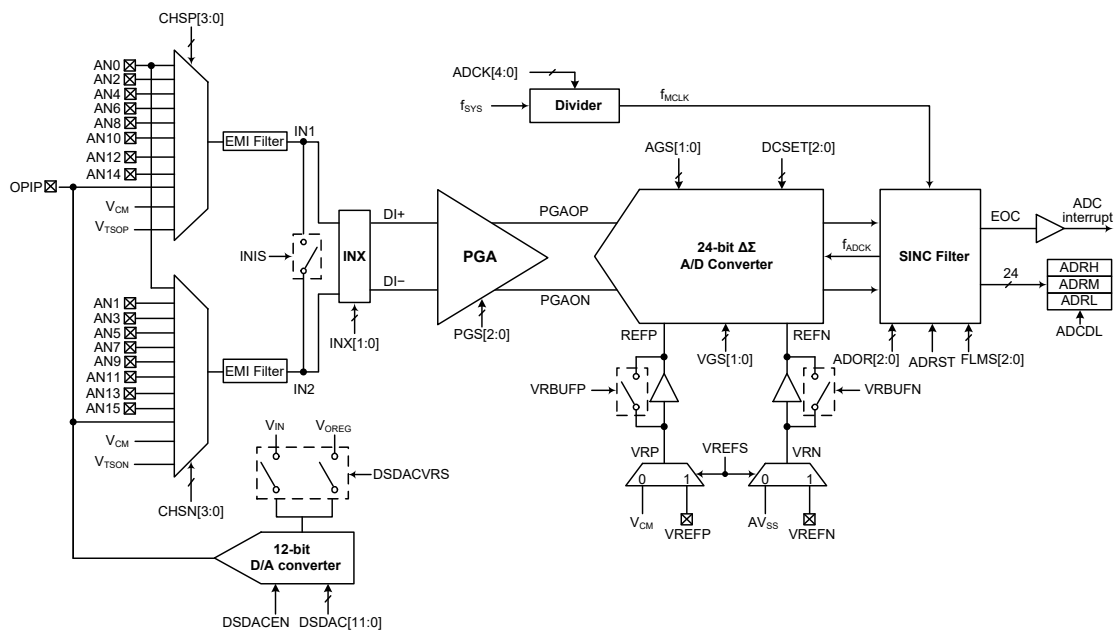 CHSP[3:0]
AN0
AN2
AN4
AN6
AN8
AN10
AN12
AN14
OPIP
VCM
VTSOP
EMI Filter
IN1
INIS
INX
INX[1:0]
DI+
DI−
AN1
AN3
AN5
AN7
AN9
AN11
AN13
AN15
VCM
VTSON
CHSN[3:0]
EMI Filter
IN2
VIN
VOREG
DSDACVRS
12-bit
D/A converter
DSDACEN
DSDAC[11:0]
PGA
PGS[2:0]
PGAOP
PGAON
ADCK[4:0]
fSYS
Divider
fMCLK
AGS[1:0]
DCSET[2:0]
24-bit ΔΣ
A/D Converter
REFP
REFN
VGS[1:0]
VRBUFP
VRBUFN
VRP
VREFS
VRN
0 1
0 1
VCM
VREFP
AVSS
VREFN
fADCK
SINC Filter
ADOR[2:0]
ADRST
FLMS[2:0]
EOC
ADC
interrupt
24
ADRH
ADRM
ADRL
ADCDL